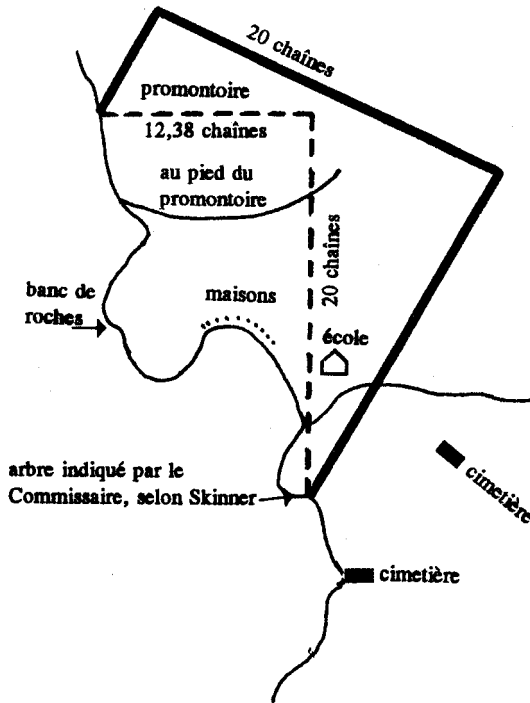 20 chaînes
promontoire
12,38 chaînes
au pied du
promontoire
20 chaînes
banc de
roches
maisons
école
arbre indiqué par le
Commissaire, selon Skinner
cimetière
cimetière